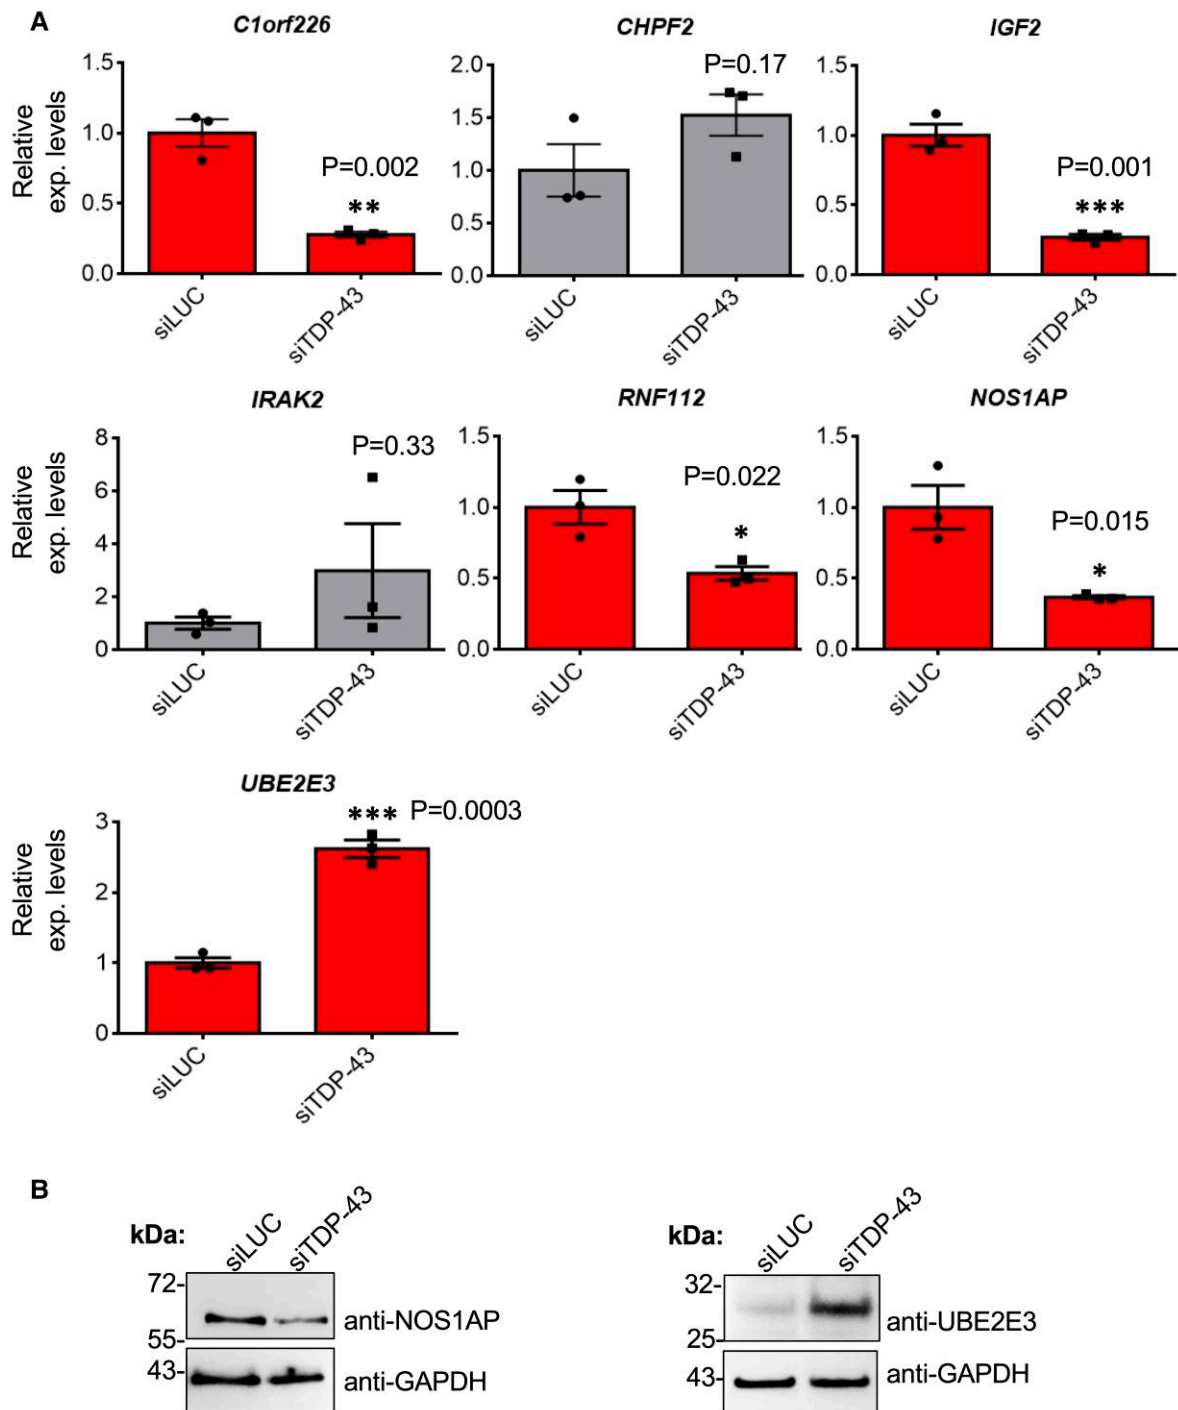 A
C1orf226
CHPF2
IGF2
Relative
exp. levels
1.5
1.0
0.5
0.0
P=0.002
**
siLUC
siTDP-43
2.0
1.5
1.0
0.5
0.0
P=0.17
siLUC
siTDP-43
1.5
1.0
0.5
0.0
P=0.001
***
siLUC
siTDP-43
IRAK2
RNF112
NOS1AP
Relative
exp. levels
8
6
4
2
0
P=0.33
siLUC
siTDP-43
1.5
1.0
0.5
0.0
P=0.022
*
siLUC
siTDP-43
1.5
1.0
0.5
0.0
P=0.015
*
siLUC
siTDP-43
UBE2E3
Relative
exp. levels
3
2
1
0
*** P=0.0003
siLUC
siTDP-43
B
kDa:
siLUC
siTDP-43
72-
55-
43-
anti-NOS1AP
anti-GAPDH
kDa:
siLUC
siTDP-43
32-
25-
43-
anti-UBE2E3
anti-GAPDH